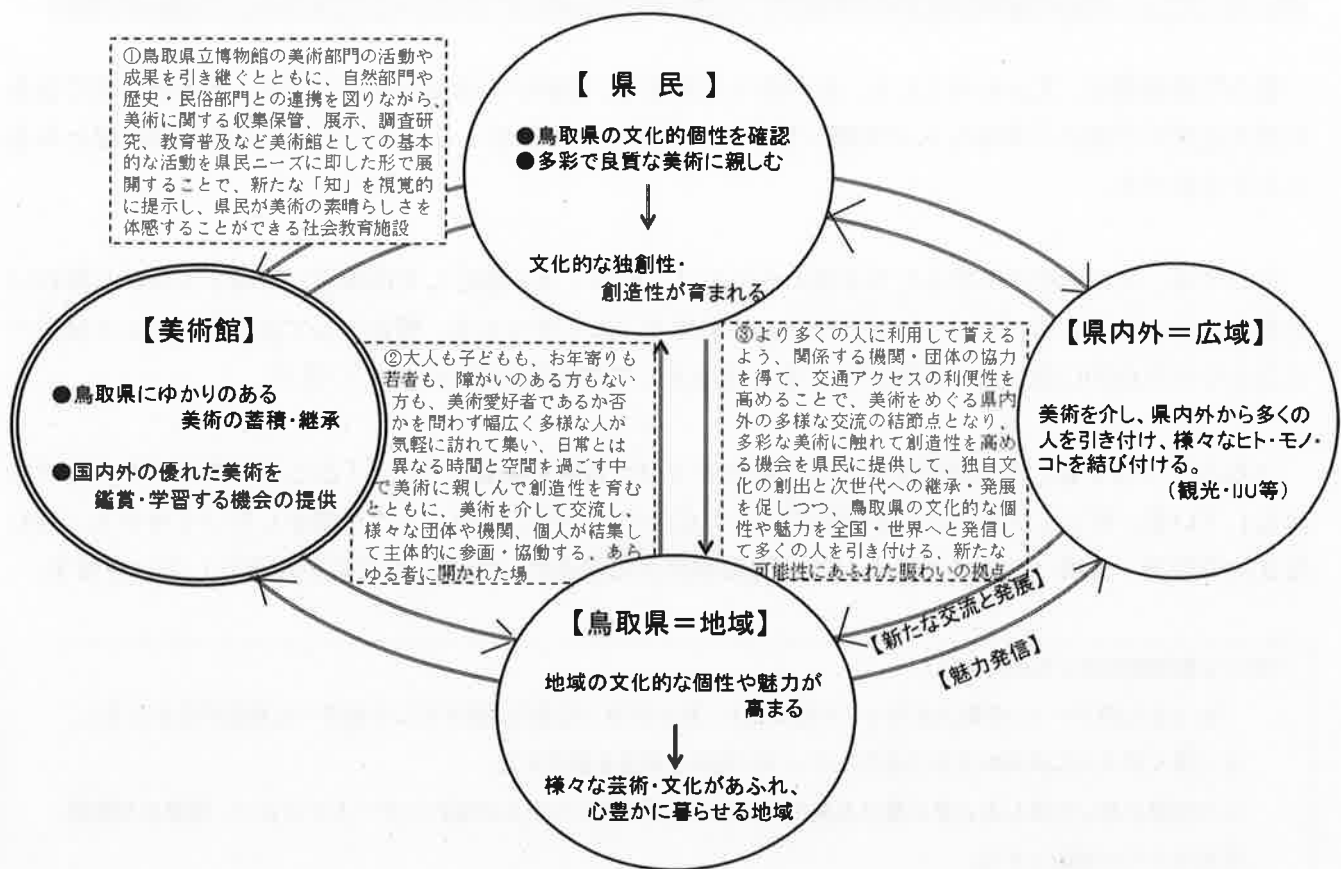 ①鳥取県立博物館の美術部門の活動や
成果を引き継ぐとともに、自然部門や
歴史・民俗部門との連携を図りながら、
美術に関する収集保管、展示、調査研
究、教育普及など美術館としての基本
的な活動を県民ニーズに即した形で展
開することで、新たな「知」を視覚的
に提示し、県民が美術の素晴らしさを
体感することができる社会教育施設
【県民】
●鳥取県の文化的個性を確認
●多彩で良質な美術に親しむ
文化的な独創性・
創造性が育まれる
【美術館】
●鳥取県にゆかりのある
美術の蓄積・継承
●国内外の優れた美術を
鑑賞・学習する機会の提供
②大人も子どもも、お年寄りも
若者も、障がいのある方もない
方も、美術愛好者であるか否
かを問わず幅広く多様な人が
気軽に訪れて集い、日常とは
異なる時間と空間を過ごす中
で美術に親しんで創造性を育む
とともに、美術を介して交流し、
様々な団体や機関、個人が結集し
て主体的に参画・協働する、あら
ゆる者に開かれた場
③より多くの人に利用して貰える
よう、関係する機関・団体の協力
を得て、交通アクセスの利便性を
高めることで、美術をめぐる県内
外の多様な交流の結節点となり、
多彩な美術に触れて創造性を高め
る機会を県民に提供して、独自文
化の創出と次世代への継承・発展
を促しつつ、鳥取県の文化的な個
性や魅力を全国・世界へと発信し
て多くの人を引き付ける、新たな
可能性にあふれた賑わいの拠点
【県内外＝広域】
美術を介し、県内外から多くの
人を引き付け、様々なヒト・モノ・
コトを結び付ける。
（観光・IJU等）
【新たな交流と発展】
【魅力発信】
【鳥取県＝地域】
地域の文化的な個性や魅力が
高まる
様々な芸術・文化があふれ、
心豊かに暮らせる地域